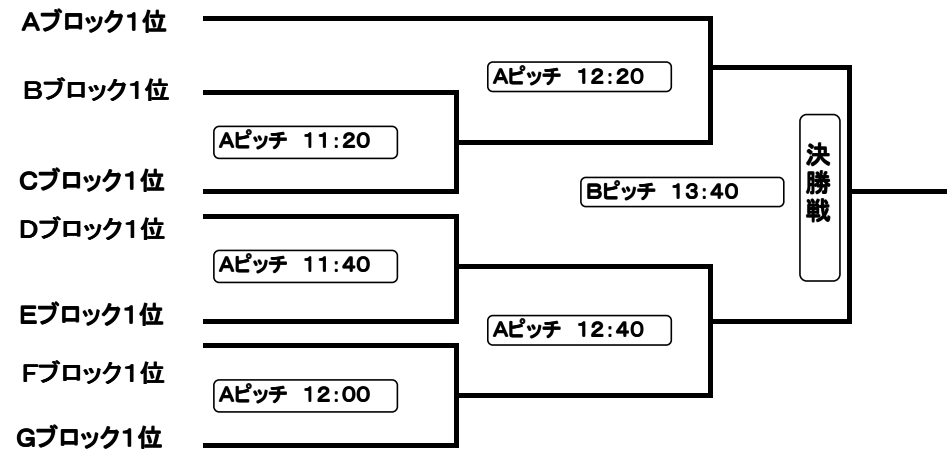 Aブロック1位
Aピッチ　12:20
Bブロック1位
Aピッチ　11:20
決勝戦
Cブロック1位
Bピッチ　13:40
Dブロック1位
Aピッチ　11:40
Eブロック1位
Aピッチ　12:40
Fブロック1位
Aピッチ　12:00
Gブロック1位